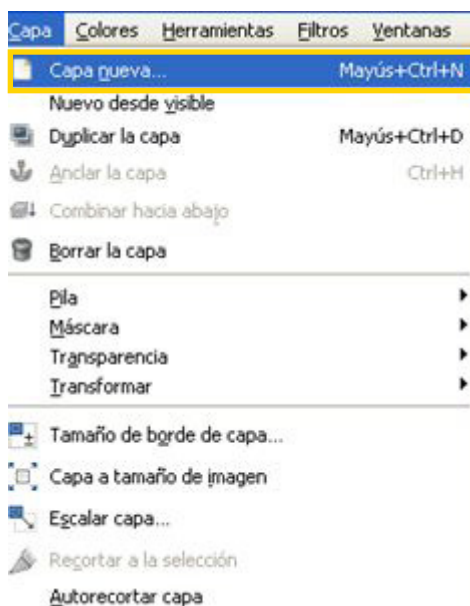 Capa Colores Herramientas Filtros Ventanas
Capa nueva... Mayús+Ctrl+N
Nuevo desde visible
Duplicar la capa Mayús+Ctrl+D
Anclar la capa Ctrl+H
Combinar hacia abajo
Borrar la capa
Pila
Máscara
Transparencia
Transformar
Tamaño de borde de capa...
Capa a tamaño de imagen
Escalar capa...
Recortar a la selección
Autorecortar capa